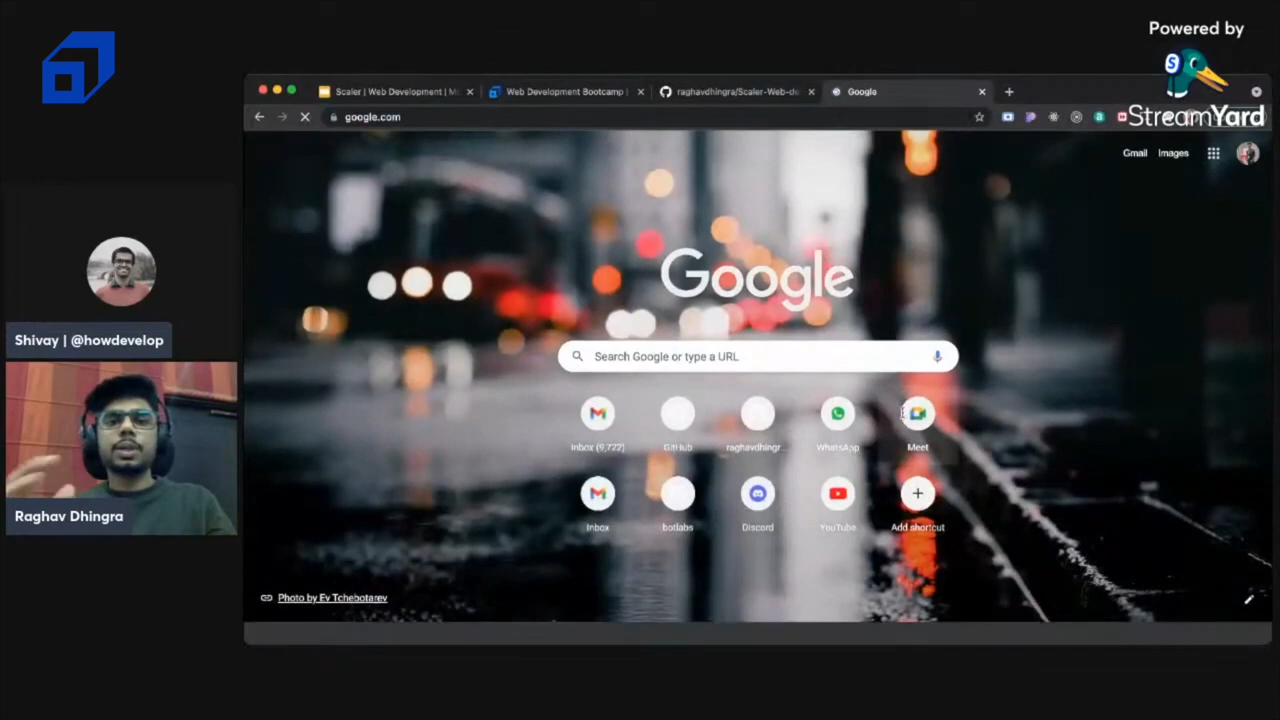 Powered by
S
StreamYard
Scaler | Web Development | M
Web Development Bootcamp |
raghavdhingra/Scaler-Web-de
Google
google.com
Gmail Images
Google
Search Google or type a URL
Inbox (9,722) GitHub raghavdhingr... WhatsApp Meet
Inbox botlabs Discord YouTube Add shortcut
Photo by Ev Tchebotarev
Shivay | @howdevelop
Raghav Dhingra